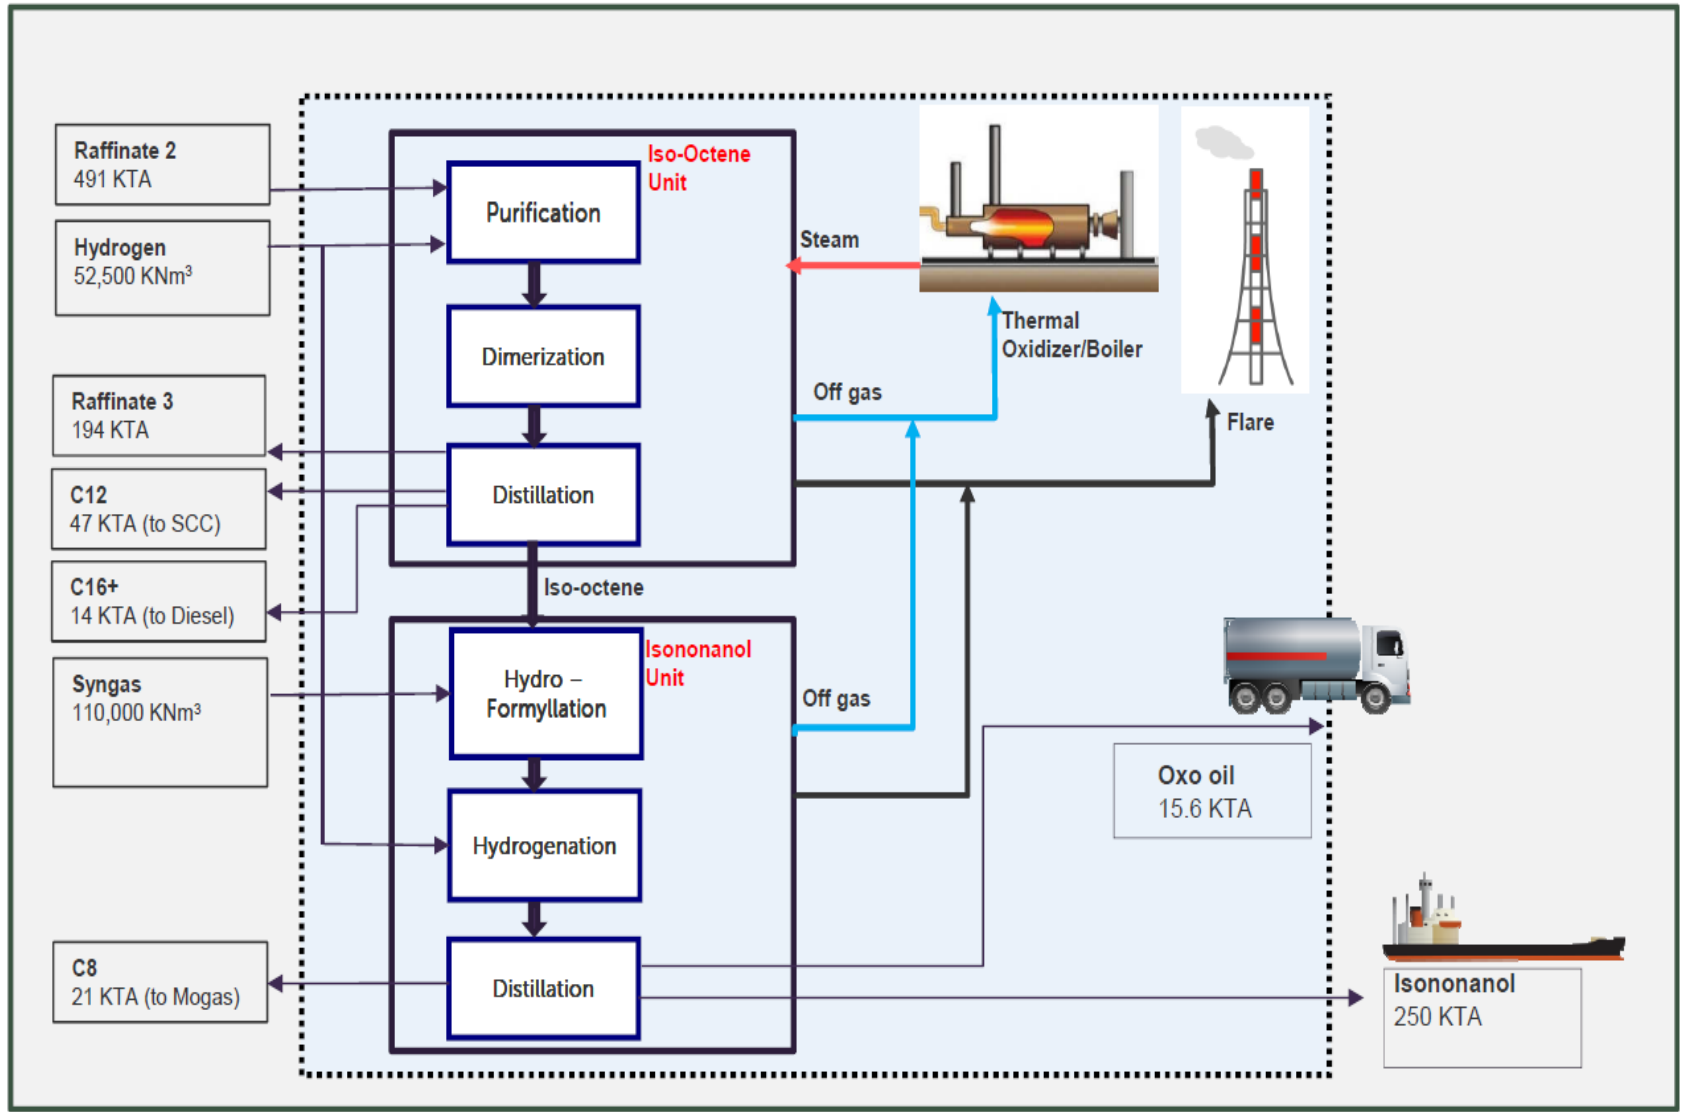 Raffinate 2
491 KTA
Hydrogen
52,500 KNm³
Raffinate 3
194 KTA
C12
47 KTA (to SCC)
C16+
14 KTA (to Diesel)
Syngas
110,000 KNm³
C8
21 KTA (to Mogas)
Iso-Octene
Unit
Purification
Dimerization
Distillation
Iso-octene
Isononanol
Unit
Hydro –
Formyllation
Hydrogenation
Distillation
Steam
Thermal
Oxidizer/Boiler
Off gas
Flare
Off gas
Oxo oil
15.6 KTA
Isononanol
250 KTA